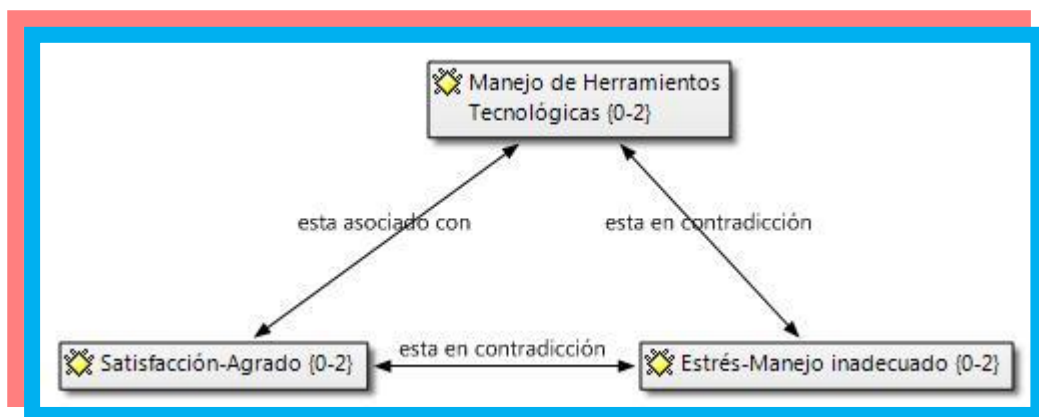 Manejo de Herramientos
Tecnológicas {0-2}
esta asociado con
esta en contradicción
esta en contradicción
Satisfacción-Agrado {0-2}
Estrés-Manejo inadecuado {0-2}